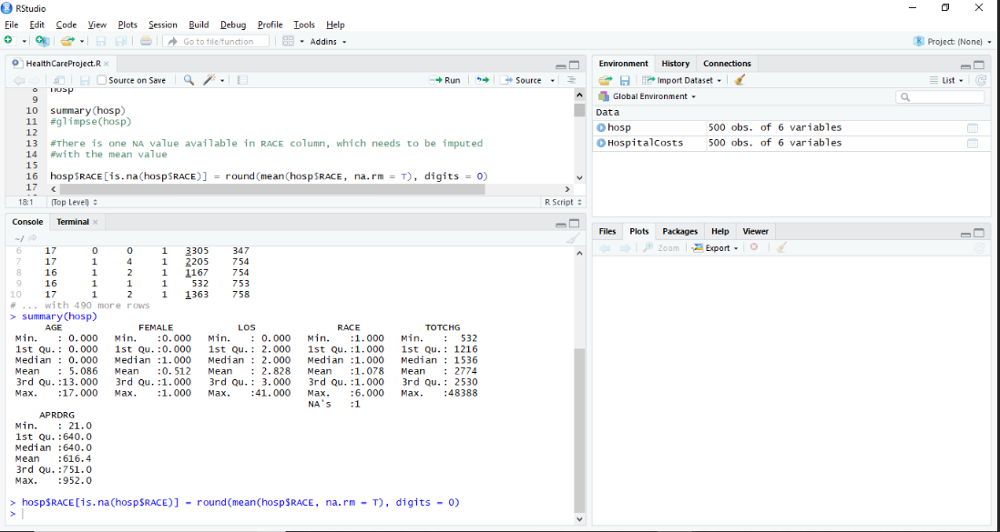 RStudio
File Edit Code View Plots Session Build Debug Profile Tools Help
Go to file/function Addins Project: (None)
HealthCareProject.R
Source on Save Run Source
8 hosp
9
10 summary(hosp)
11 #glimpse(hosp)
12
13 #There is one NA value available in RACE column, which needs to be imputed
14 #with the mean value
15
16 hosp$RACE[is.na(hosp$RACE)] = round(mean(hosp$RACE, na.rm = T), digits = 0)
17
18:1 (Top Level) R Script
Console Terminal
~/
6 17 0 0 1 3305 347
7 17 1 4 1 2205 754
8 16 1 2 1 1167 754
9 16 1 1 1 532 753
10 17 1 2 1 1363 758
# ... with 490 more rows
> summary(hosp)
AGE FEMALE LOS RACE TOTCHG
Min. : 0.000 Min. :0.000 Min. : 0.000 Min. :1.000 Min. : 532
1st Qu.: 0.000 1st Qu.:0.000 1st Qu.: 2.000 1st Qu.:1.000 1st Qu.: 1216
Median : 0.000 Median :1.000 Median : 2.000 Median :1.000 Median : 1536
Mean : 5.086 Mean :0.512 Mean : 2.828 Mean :1.078 Mean : 2774
3rd Qu.:13.000 3rd Qu.:1.000 3rd Qu.: 3.000 3rd Qu.:1.000 3rd Qu.: 2530
Max. :17.000 Max. :1.000 Max. :41.000 Max. :6.000 Max. :48388
NA's :1
APRDRG
Min. : 21.0
1st Qu.:640.0
Median :640.0
Mean :616.4
3rd Qu.:751.0
Max. :952.0
> hosp$RACE[is.na(hosp$RACE)] = round(mean(hosp$RACE, na.rm = T), digits = 0)
>
Environment History Connections
Import Dataset List
Global Environment
Data
hosp 500 obs. of 6 variables
HospitalCosts 500 obs. of 6 variables
Files Plots Packages Help Viewer
Zoom Export